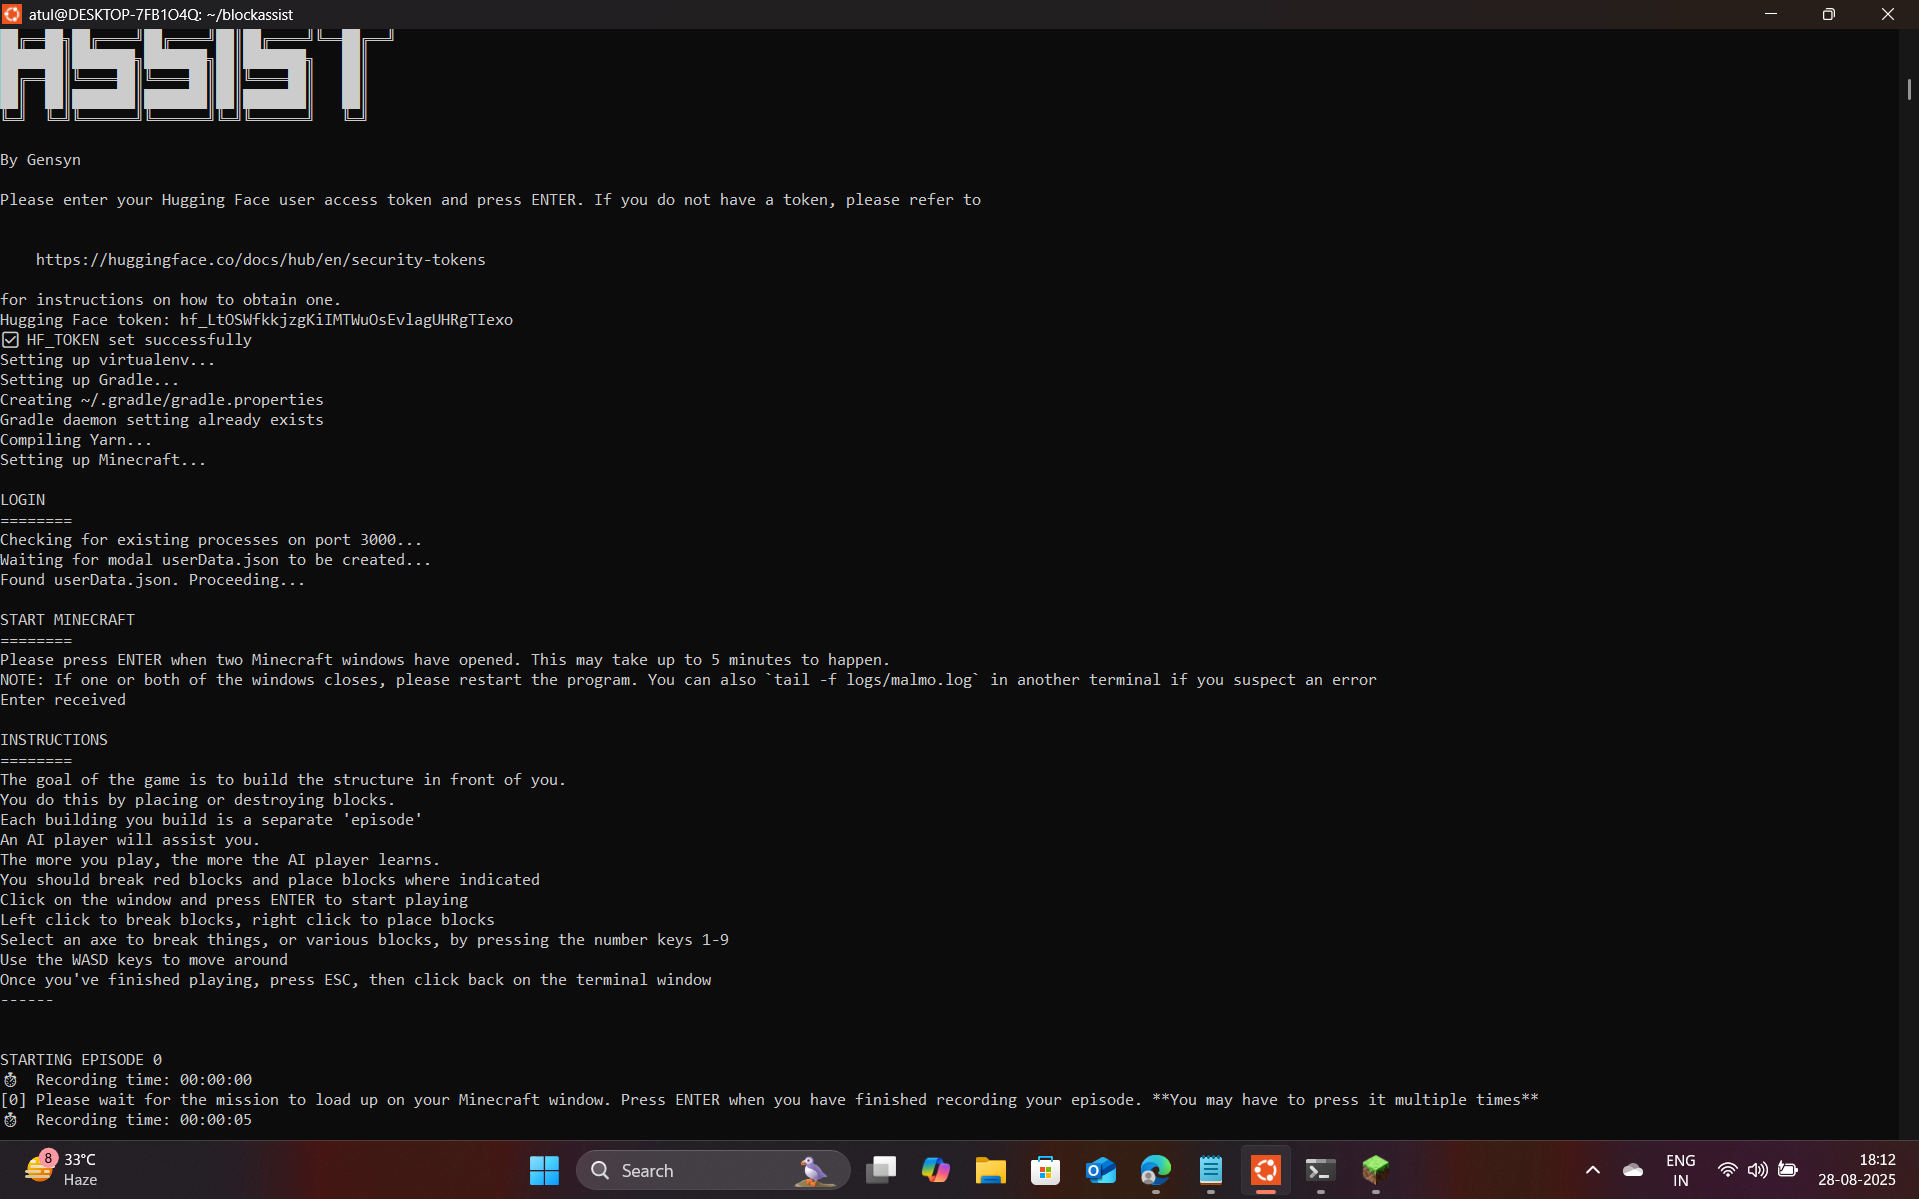 atul@DESKTOP-7FB1O4Q: ~/blockassist
ASSIST
By Gensyn
Please enter your Hugging Face user access token and press ENTER. If you do not have a token, please refer to
https://huggingface.co/docs/hub/en/security-tokens
for instructions on how to obtain one.
Hugging Face token: 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
☑ HF_TOKEN set successfully
Setting up virtualenv...
Setting up Gradle...
Creating ~/.gradle/gradle.properties
Gradle daemon setting already exists
Compiling Yarn...
Setting up Minecraft...
LOGIN
========
Checking for existing processes on port 3000...
Waiting for modal userData.json to be created...
Found userData.json. Proceeding...
START MINECRAFT
========
Please press ENTER when two Minecraft windows have opened. This may take up to 5 minutes to happen.
NOTE: If one or both of the windows closes, please restart the program. You can also `tail -f logs/malmo.log` in another terminal if you suspect an error
Enter received
INSTRUCTIONS
========
The goal of the game is to build the structure in front of you.
You do this by placing or destroying blocks.
Each building you build is a separate 'episode'
An AI player will assist you.
The more you play, the more the AI player learns.
You should break red blocks and place blocks where indicated
Click on the window and press ENTER to start playing
Left click to break blocks, right click to place blocks
Select an axe to break things, or various blocks, by pressing the number keys 1-9
Use the WASD keys to move around
Once you've finished playing, press ESC, then click back on the terminal window
------
STARTING EPISODE 0
⏱ Recording time: 00:00:00
[0] Please wait for the mission to load up on your Minecraft window. Press ENTER when you have finished recording your episode. **You may have to press it multiple times**
⏱ Recording time: 00:00:05
8
33°C
Haze
Search
ENG
IN
18:12
28-08-2025